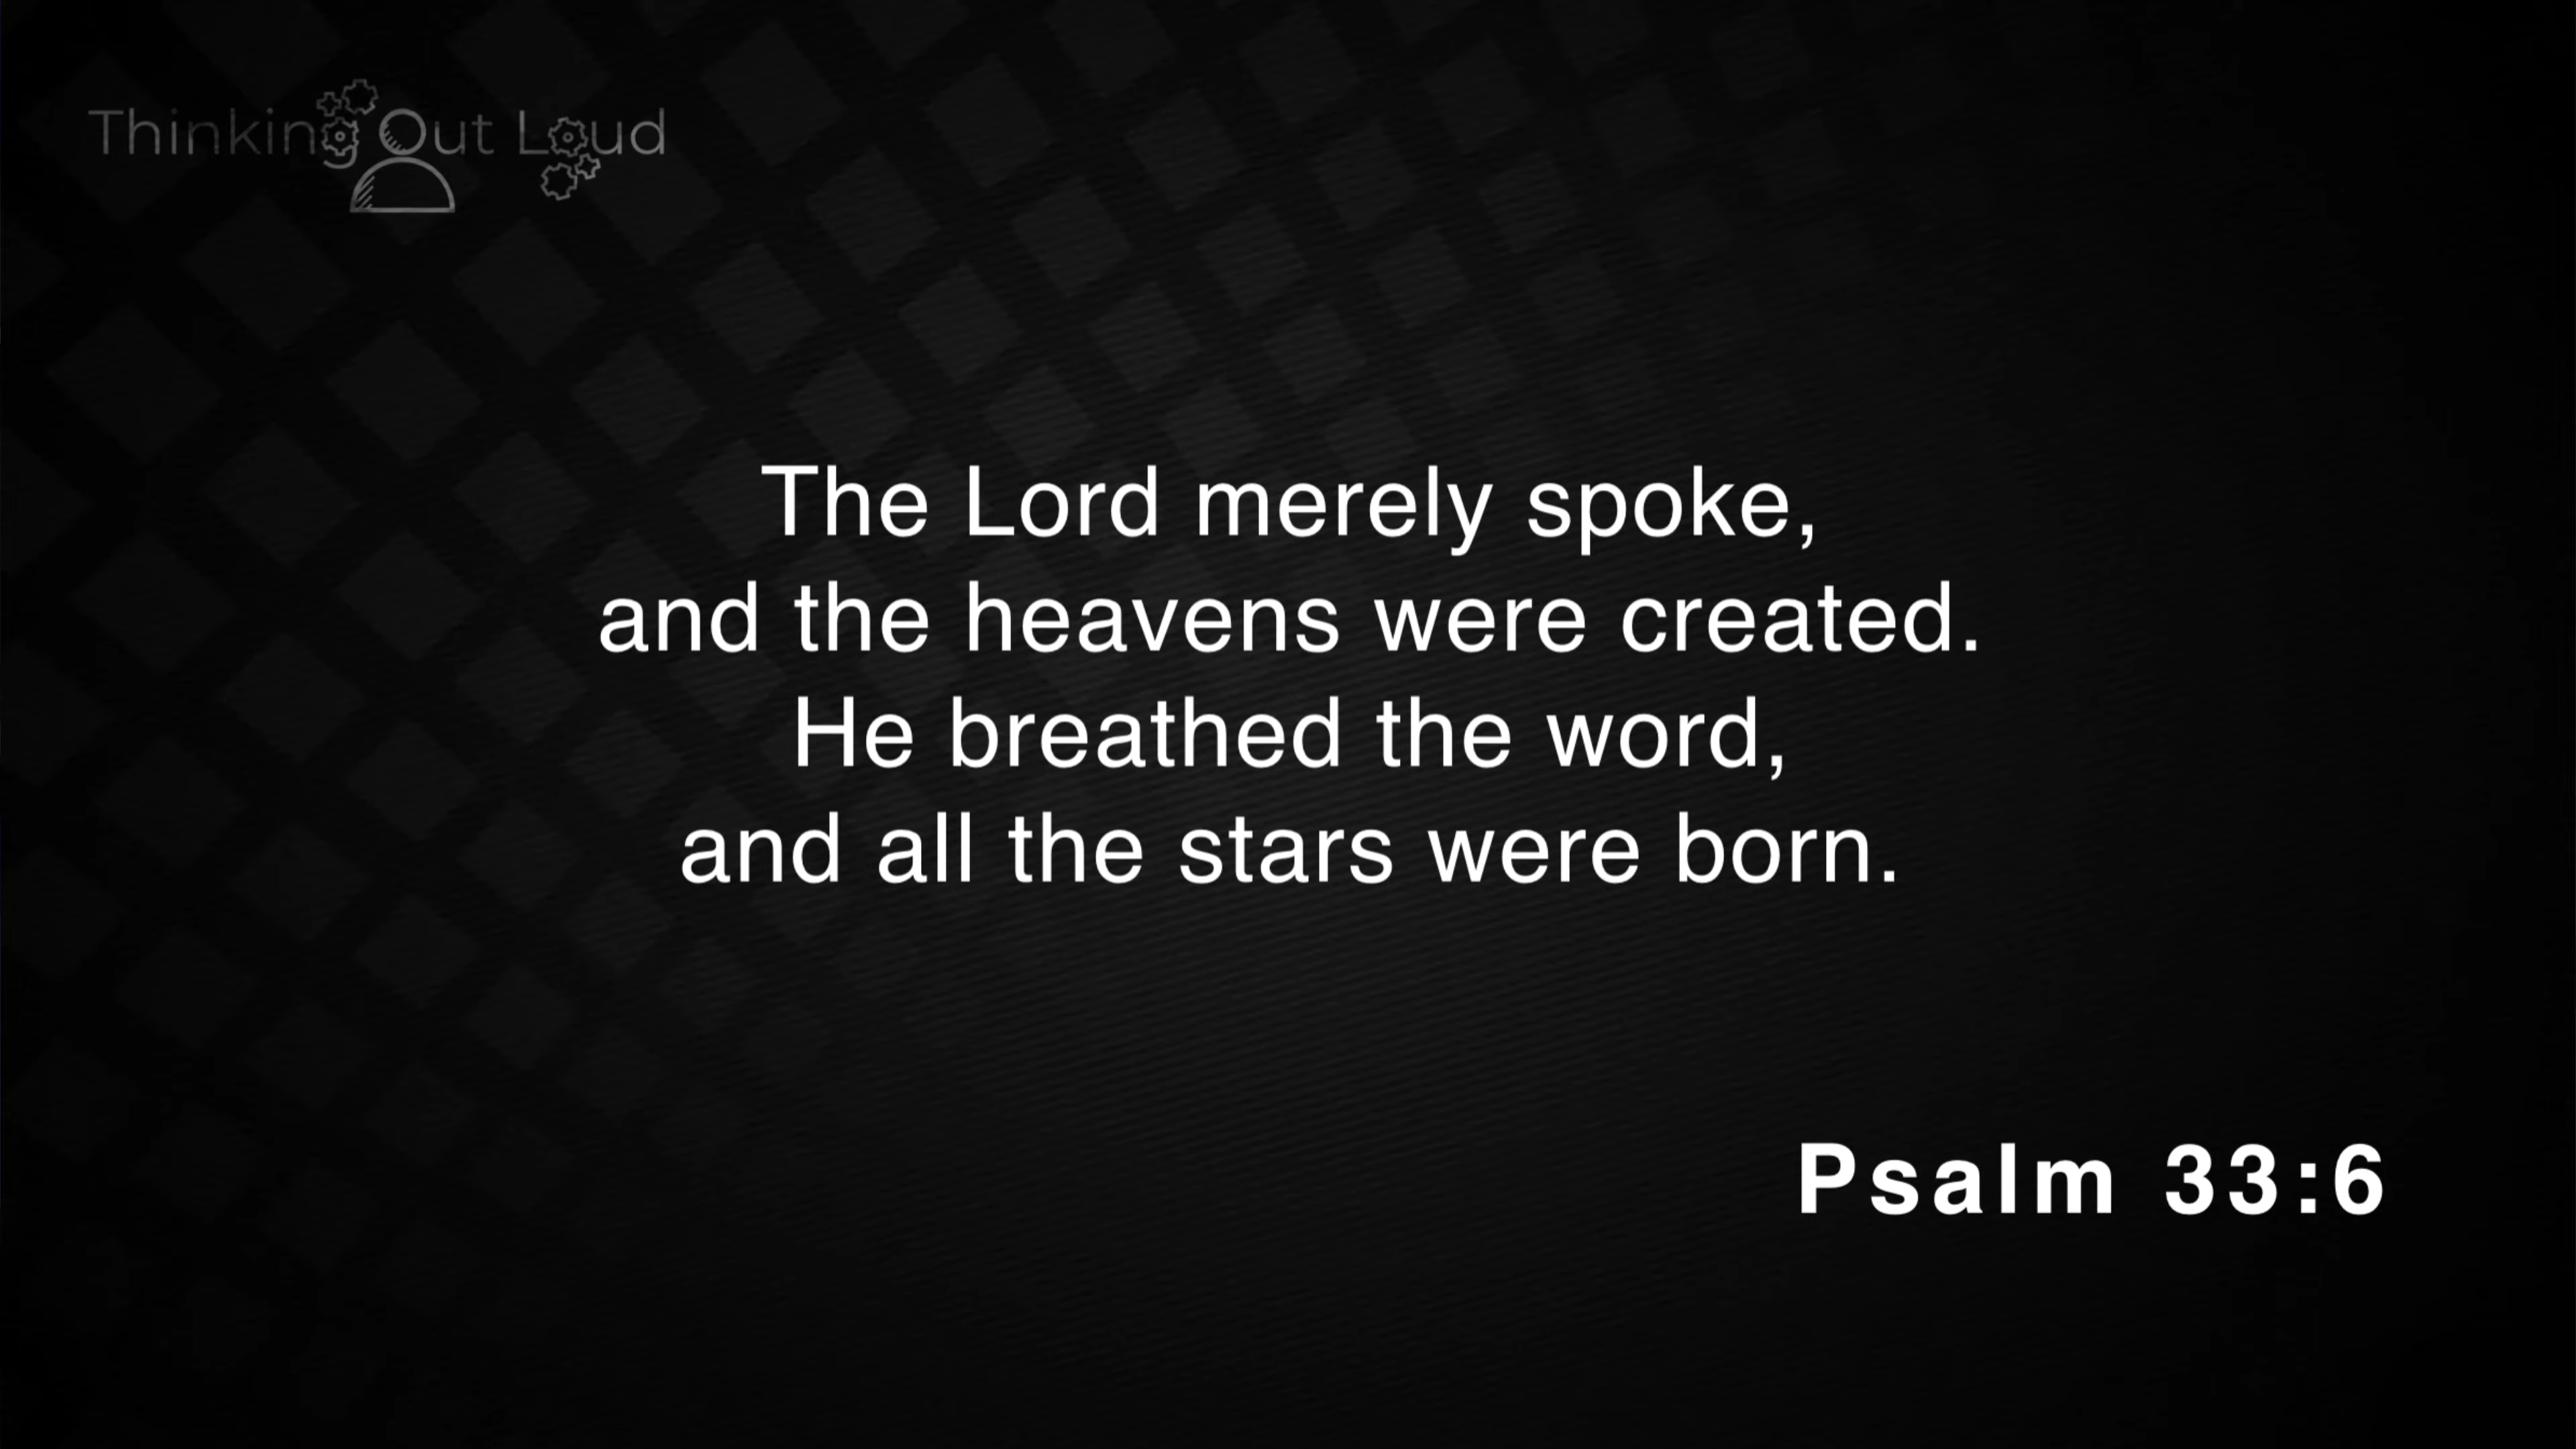 Thinking Out Loud
The Lord merely spoke,
and the heavens were created.
He breathed the word,
and all the stars were born.
Psalm 33:6